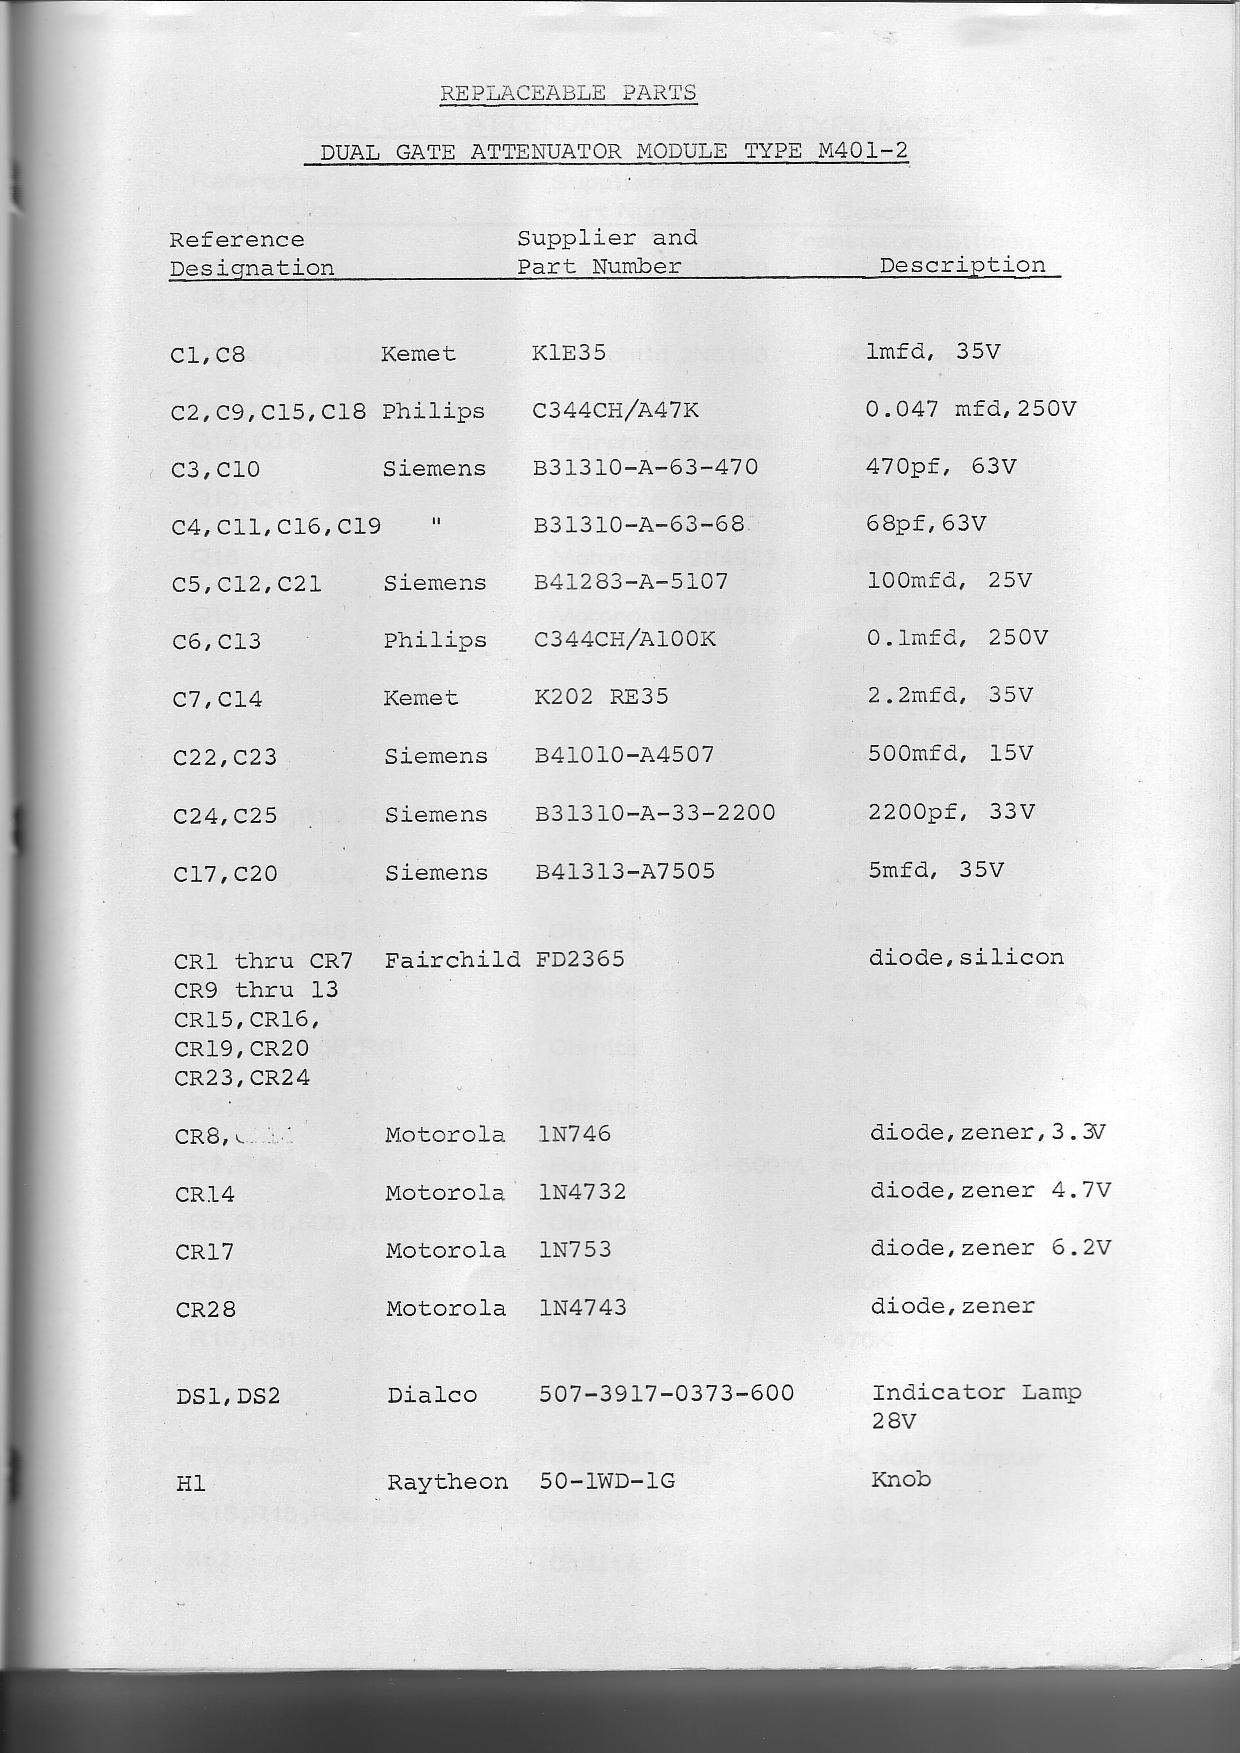 REPLACEABLE PARTS
DUAL GATE ATTENUATOR MODULE TYPE M401-2
Reference Supplier and
Designation Part Number Description
C1,C8 Kemet K1E35 1mfd, 35V
C2,C9,C15,C18 Philips C344CH/A47K 0.047 mfd,250V
C3,C10 Siemens B31310-A-63-470 470pf, 63V
C4,C11,C16,C19 " B31310-A-63-68 68pf,63V
C5,C12,C21 Siemens B41283-A-5107 100mfd, 25V
C6,C13 Philips C344CH/A100K 0.1mfd, 250V
C7,C14 Kemet K202 RE35 2.2mfd, 35V
C22,C23 Siemens B41010-A4507 500mfd, 15V
C24,C25 Siemens B31310-A-33-2200 2200pf, 33V
C17,C20 Siemens B41313-A7505 5mfd, 35V
CR1 thru CR7 Fairchild FD2365 diode,silicon
CR9 thru 13
CR15,CR16,
CR19,CR20
CR23,CR24
CR8, Motorola 1N746 diode,zener,3.3V
CR14 Motorola 1N4732 diode,zener 4.7V
CR17 Motorola 1N753 diode,zener 6.2V
CR28 Motorola 1N4743 diode,zener
DS1,DS2 Dialco 507-3917-0373-600 Indicator Lamp
28V
H1 Raytheon 50-1WD-1G Knob